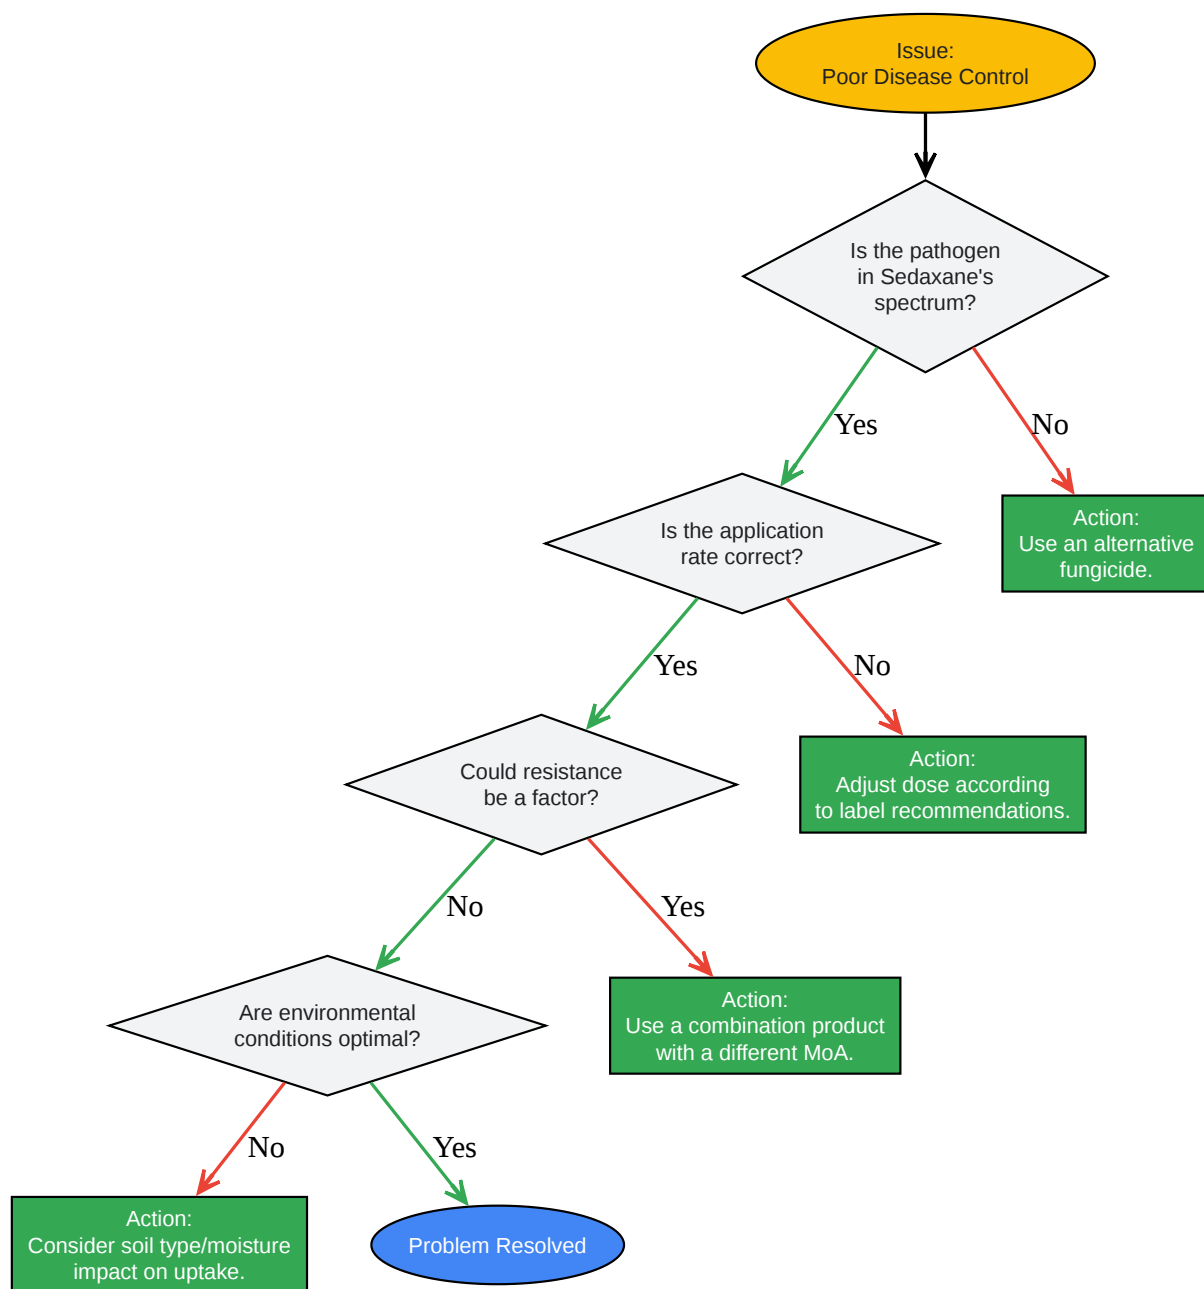 Issue:
Poor Disease Control
Is the pathogen
in Sedaxane's
spectrum?
Yes
No
Is the application
rate correct?
Action:
Use an alternative
fungicide.
Yes
No
Could resistance
be a factor?
Action:
Adjust dose according
to label recommendations.
No
Yes
Are environmental
conditions optimal?
Action:
Use a combination product
with a different MoA.
No
Yes
Action:
Consider soil type/moisture
impact on uptake.
Problem Resolved